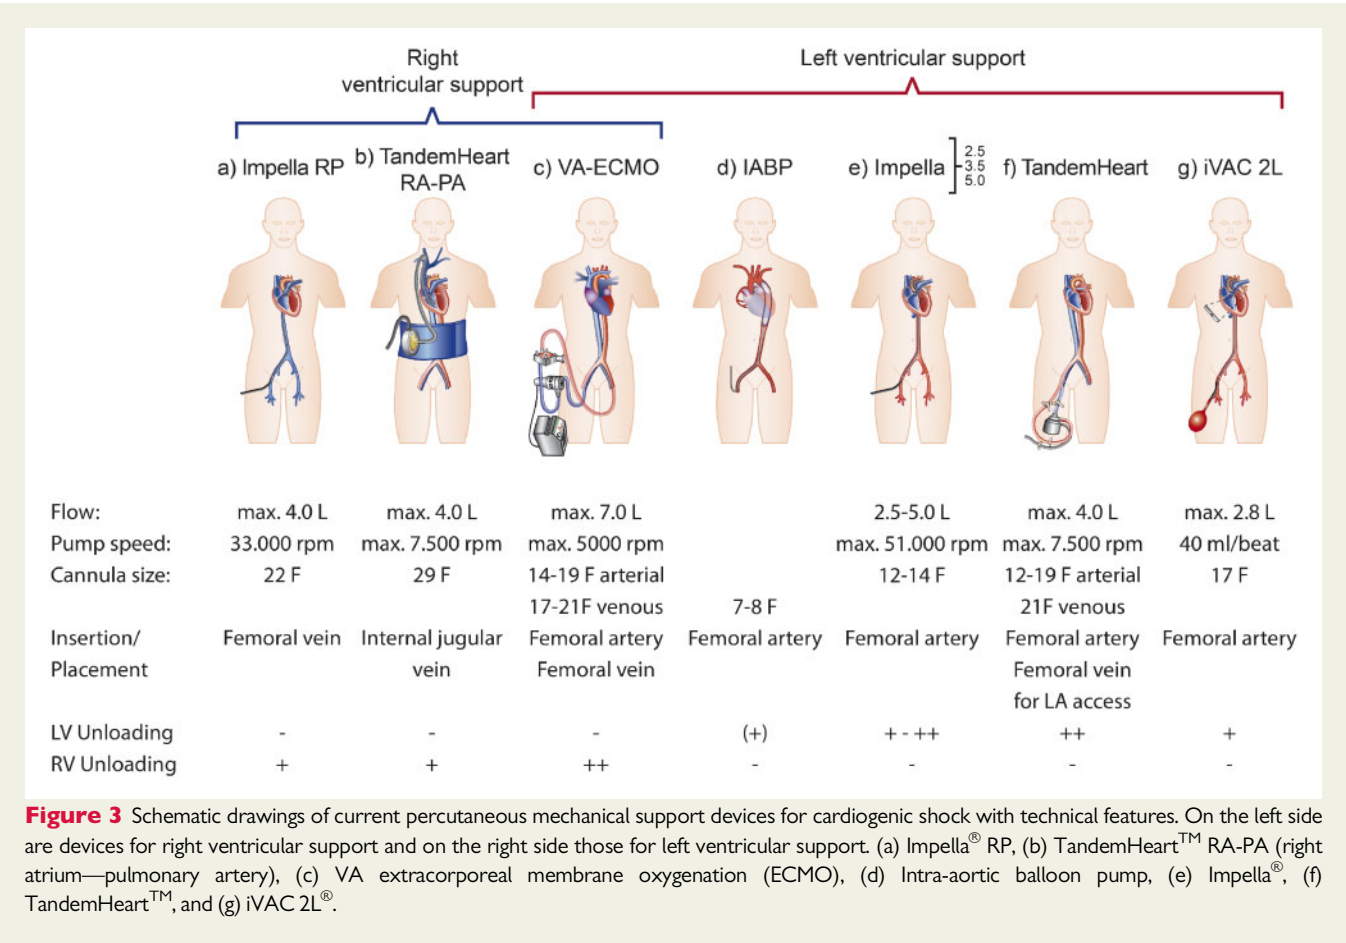 Right
ventricular support
Left ventricular support
a) Impella RP
b) TandemHeart
RA-PA
c) VA-ECMO
d) IABP
e) Impella
2.5
3.5
5.0
f) TandemHeart
g) iVAC 2L
Flow: max. 4.0 L max. 4.0 L max. 7.0 L 2.5-5.0 L max. 4.0 L max. 2.8 L
Pump speed: 33.000 rpm max. 7.500 rpm max. 5000 rpm max. 51.000 rpm max. 7.500 rpm 40 ml/beat
Cannula size: 22 F 29 F 14-19 F arterial 12-14 F 12-19 F arterial 17 F
17-21F venous 7-8 F 21F venous
Insertion/ Femoral vein Internal jugular Femoral artery Femoral artery Femoral artery Femoral artery Femoral artery
Placement vein Femoral vein Femoral vein
for LA access
LV Unloading - - - (+) + - ++ ++ +
RV Unloading + + ++ - - - -
Figure 3 Schematic drawings of current percutaneous mechanical support devices for cardiogenic shock with technical features. On the left side
are devices for right ventricular support and on the right side those for left ventricular support. (a) Impella® RP, (b) TandemHeart™ RA-PA (right
atrium—pulmonary artery), (c) VA extracorporeal membrane oxygenation (ECMO), (d) Intra-aortic balloon pump, (e) Impella®, (f)
TandemHeart™, and (g) iVAC 2L®.